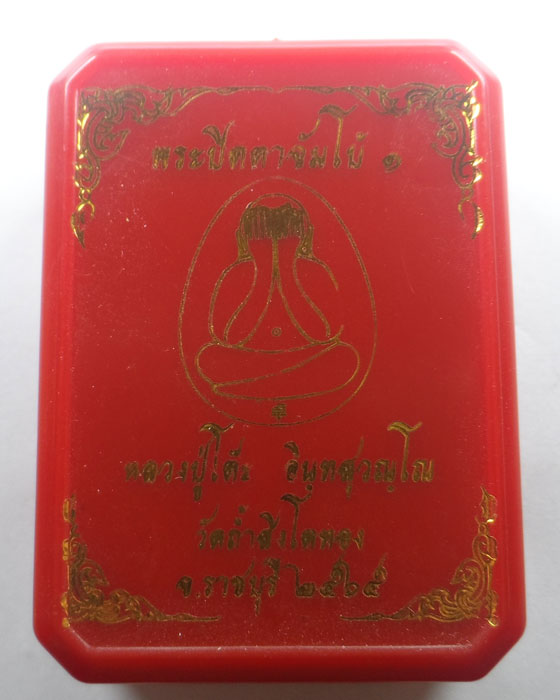 พระปิดตาจัมโบ้ ๑
หลวงปู่โต๊ะ อินฺทสุวณฺโณ
วัดถ้ำสิงโตทอง
จ.ราชบุรี ๒๕๖๕